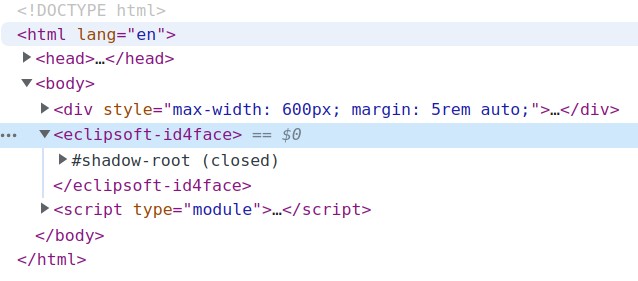 <!DOCTYPE html>
<html lang="en">
<head>…</head>
<body>
<div style="max-width: 600px; margin: 5rem auto;">…</div>
<eclipsoft-id4face> == $0
#shadow-root (closed)
</eclipsoft-id4face>
<script type="module">…</script>
</body>
</html>